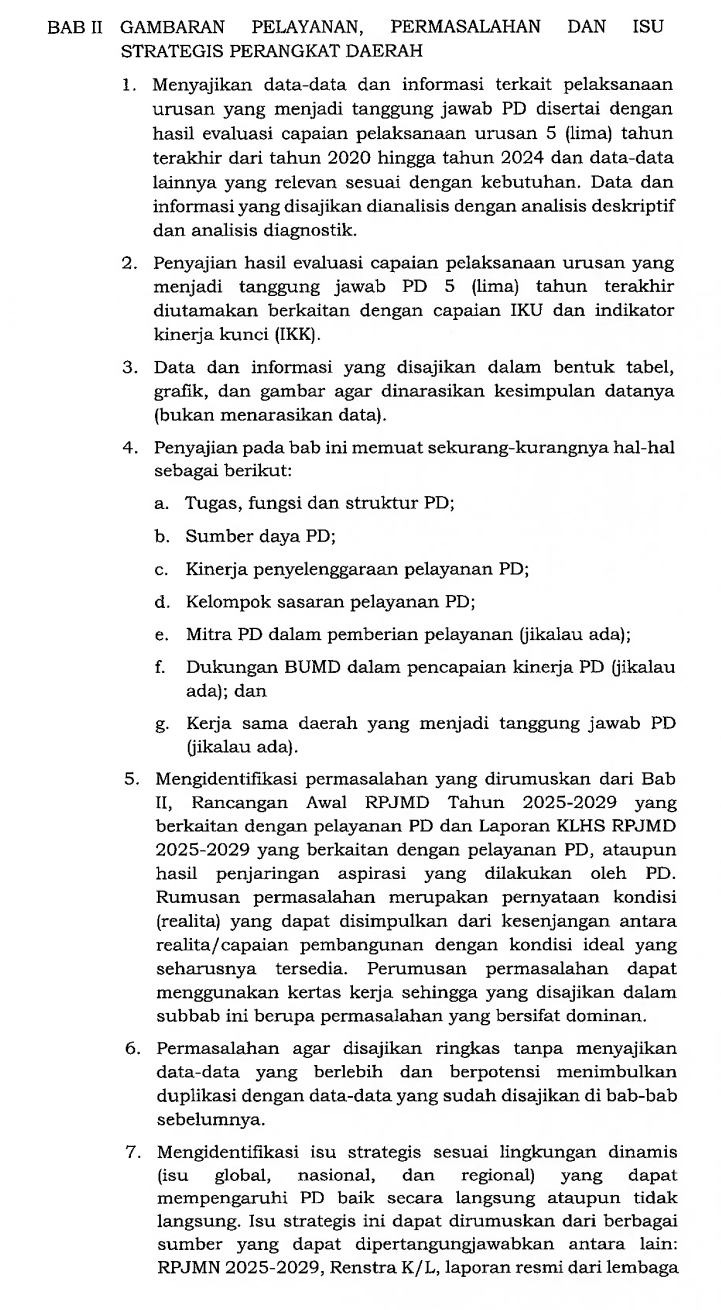 BAB II GAMBARAN PELAYANAN, PERMASALAHAN DAN ISU
STRATEGIS PERANGKAT DAERAH
1. Menyajikan data-data dan informasi terkait pelaksanaan
urusan yang menjadi tanggung jawab PD disertai dengan
hasil evaluasi capaian pelaksanaan urusan 5 (lima) tahun
terakhir dari tahun 2020 hingga tahun 2024 dan data-data
lainnya yang relevan sesuai dengan kebutuhan. Data dan
informasi yang disajikan dianalisis dengan analisis deskriptif
dan analisis diagnostik.
2. Penyajian hasil evaluasi capaian pelaksanaan urusan yang
menjadi tanggung jawab PD 5 (lima) tahun terakhir
diutamakan berkaitan dengan capaian IKU dan indikator
kinerja kunci (IKK).
3. Data dan informasi yang disajikan dalam bentuk tabel,
grafik, dan gambar agar dinarasikan kesimpulan datanya
(bukan menarasikan data).
4. Penyajian pada bab ini memuat sekurang-kurangnya hal-hal
sebagai berikut:
a. Tugas, fungsi dan struktur PD;
b. Sumber daya PD;
c. Kinerja penyelenggaraan pelayanan PD;
d. Kelompok sasaran pelayanan PD;
e. Mitra PD dalam pemberian pelayanan (jikalau ada);
f. Dukungan BUMD dalam pencapaian kinerja PD (jikalau
ada); dan
g. Kerja sama daerah yang menjadi tanggung jawab PD
(jikalau ada).
5. Mengidentifikasi permasalahan yang dirumuskan dari Bab
II, Rancangan Awal RPJMD Tahun 2025-2029 yang
berkaitan dengan pelayanan PD dan Laporan KLHS RPJMD
2025-2029 yang berkaitan dengan pelayanan PD, ataupun
hasil penjaringan aspirasi yang dilakukan oleh PD.
Rumusan permasalahan merupakan pernyataan kondisi
(realita) yang dapat disimpulkan dari kesenjangan antara
realita/capaian pembangunan dengan kondisi ideal yang
seharusnya tersedia. Perumusan permasalahan dapat
menggunakan kertas kerja sehingga yang disajikan dalam
subbab ini berupa permasalahan yang bersifat dominan.
6. Permasalahan agar disajikan ringkas tanpa menyajikan
data-data yang berlebih dan berpotensi menimbulkan
duplikasi dengan data-data yang sudah disajikan di bab-bab
sebelumnya.
7. Mengidentifikasi isu strategis sesuai lingkungan dinamis
(isu global, nasional, dan regional) yang dapat
mempengaruhi PD baik secara langsung ataupun tidak
langsung. Isu strategis ini dapat dirumuskan dari berbagai
sumber yang dapat dipertangungjawabkan antara lain:
RPJMN 2025-2029, Renstra K/L, laporan resmi dari lembaga